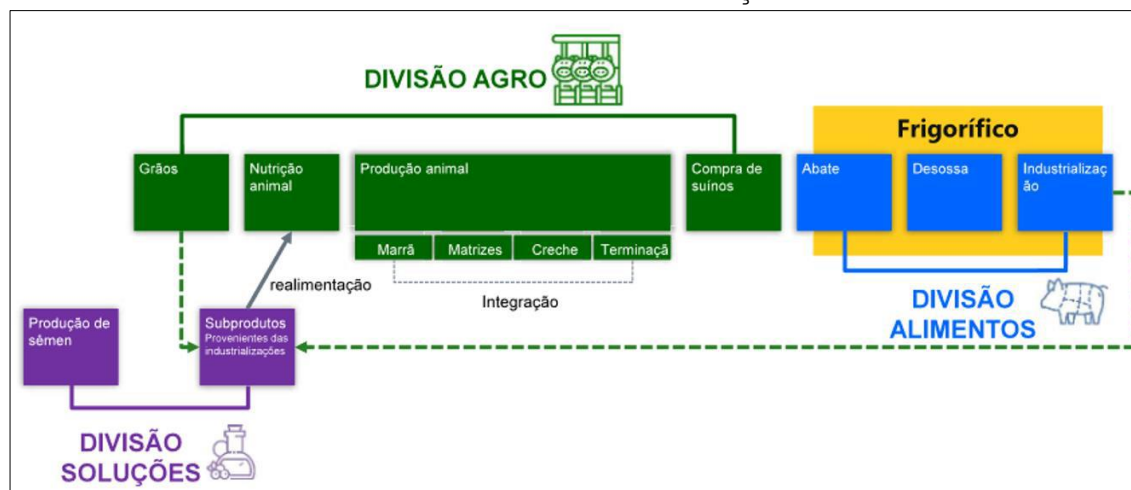 DIVISÃO AGRO
Frigorífico
Grãos
Nutrição
animal
Produção animal
Compra de
suínos
Abate
Desossa
Industrializaç
ão
Marrã
Matrizes
Creche
Terminaçã
realimentação
Integração
Produção de
sêmen
Subprodutos
Provenientes das
industrializações
DIVISÃO
ALIMENTOS
DIVISÃO
SOLUÇÕES